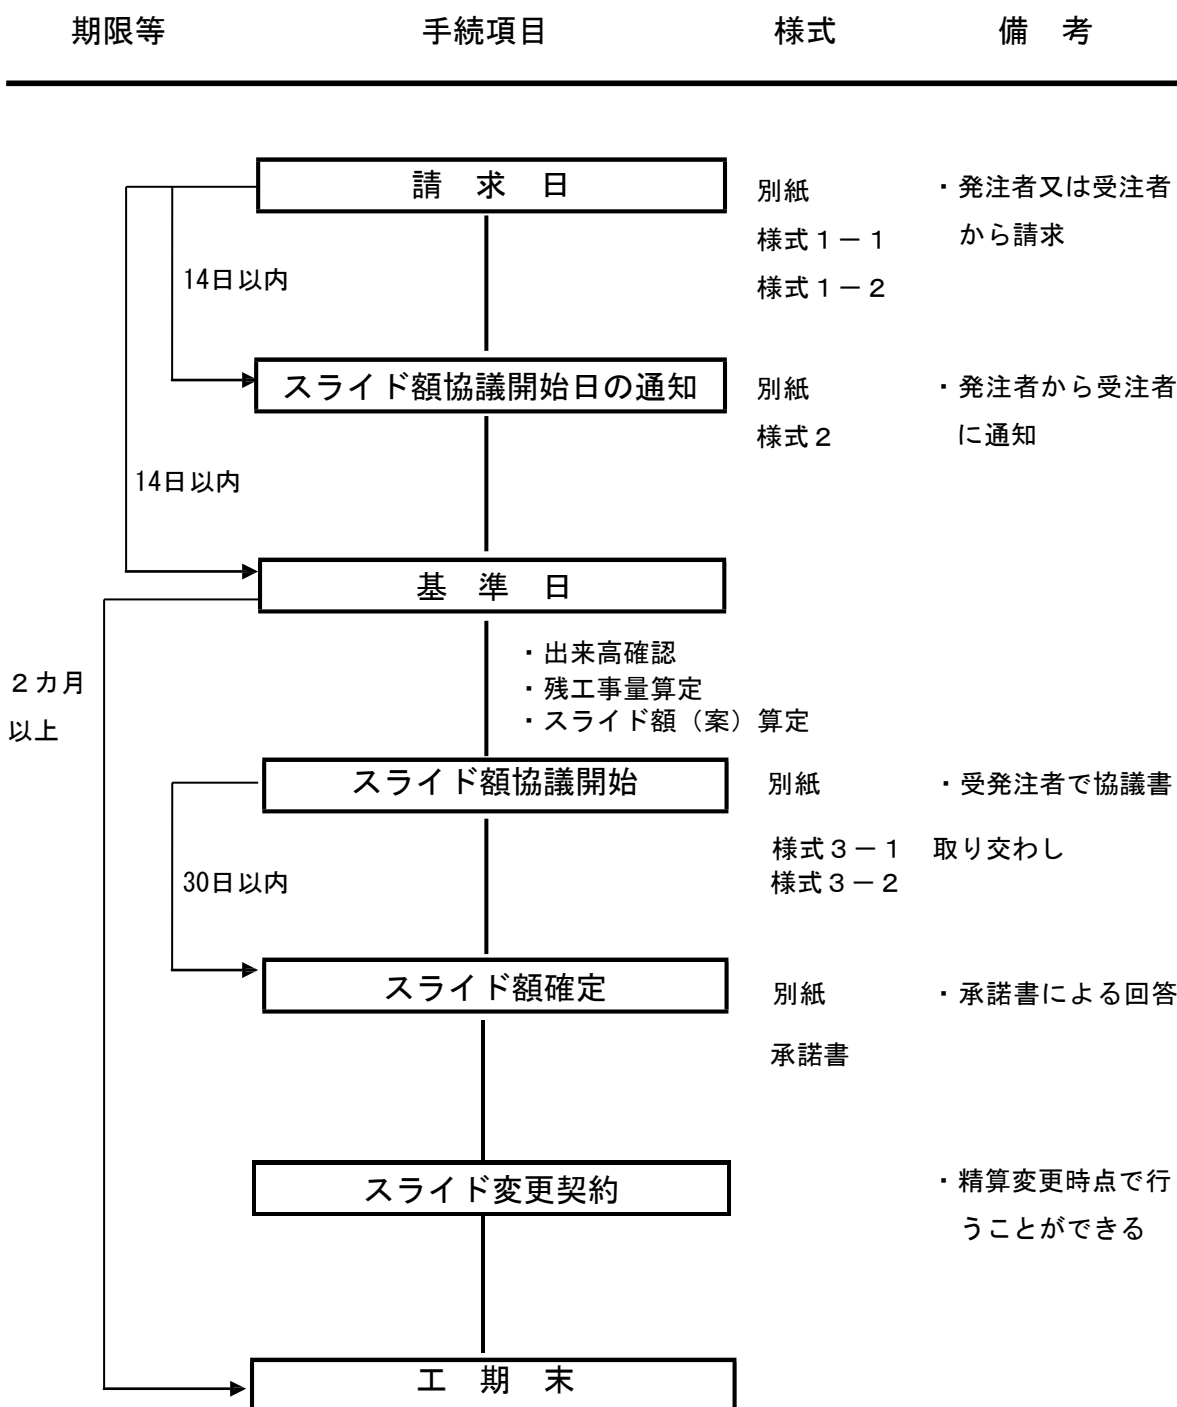 期限等　手続項目　様式　備　考
請　求　日　別紙　・発注者又は受注者
様式１－１　から請求
14日以内　様式１－２
スライド額協議開始日の通知　別紙　・発注者から受注者
様式２　に通知
14日以内
基　準　日
・出来高確認
２カ月　・残工事量算定
以上　・スライド額（案）算定
スライド額協議開始　別紙　・受発注者で協議書
様式３－１　取り交わし
30日以内　様式３－２
スライド額確定　別紙　・承諾書による回答
承諾書
スライド変更契約　・精算変更時点で行
うことができる
工　期　末